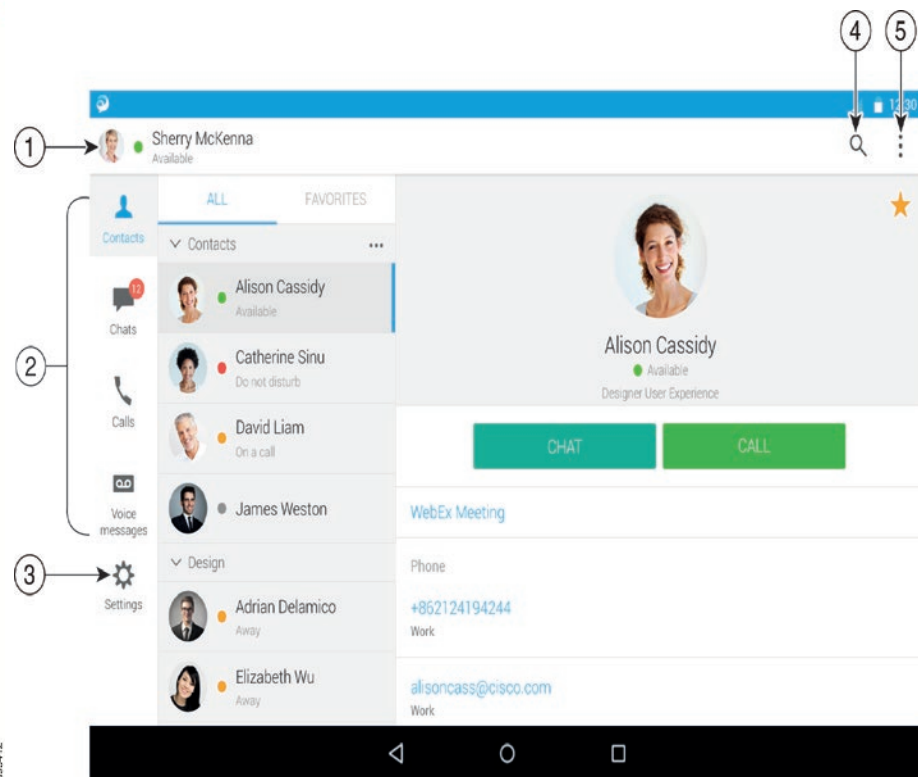 4 5
12:30
1
Sherry McKenna
Available
2
Contacts
12
Chats
Calls
Voice
messages
3
Settings
ALL FAVORITES
Contacts
Alison Cassidy
Available
Catherine Sinu
Do not disturb
David Liam
On a call
James Weston
Design
Adrian Delamico
Away
Elizabeth Wu
Away
Alison Cassidy
Available
Designer User Experience
CHAT CALL
WebEx Meeting
Phone
+862124194244
Work
alisoncass@cisco.com
Work